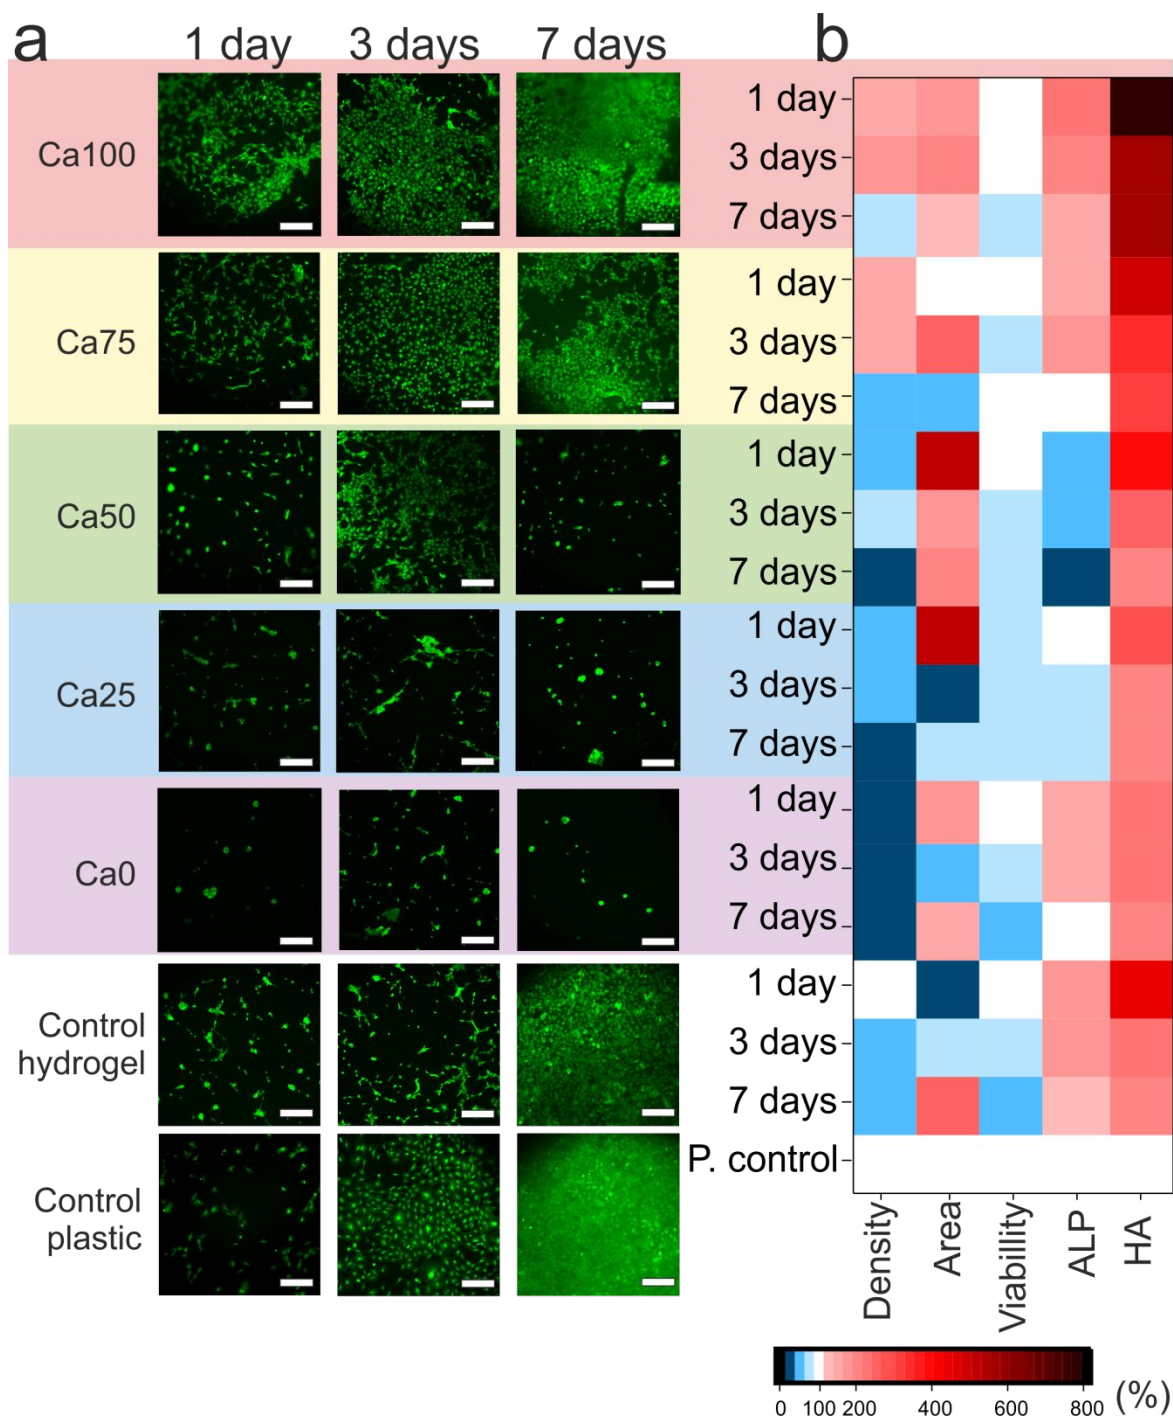 a
1 day 3 days 7 days
b
Ca100
Ca75
Ca50
Ca25
Ca0
Control
hydrogel
Control
plastic
1 day
3 days
7 days
1 day
3 days
7 days
1 day
3 days
7 days
1 day
3 days
7 days
1 day
3 days
7 days
1 day
3 days
7 days
P. control
Density
Area
Viabillity
ALP
HA
0 100 200 400 600 800 (%)